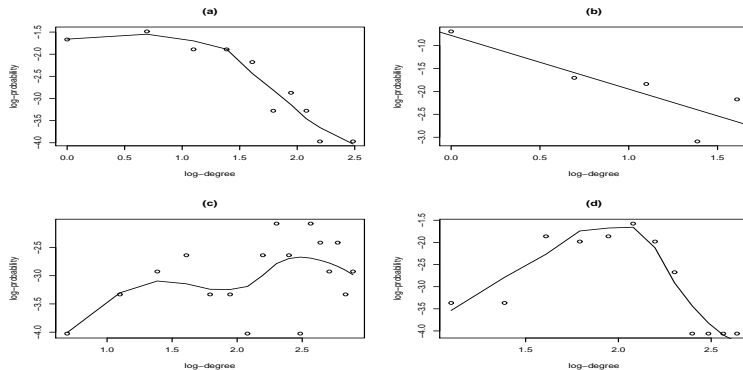 (a)
log−probability
−1.5
−2.0
−2.5
−3.0
−3.5
−4.0
0.0 0.5 1.0 1.5 2.0 2.5
log−degree
(b)
log−probability
−1.0
−1.5
−2.0
−2.5
−3.0
0.0 0.5 1.0 1.5
log−degree
(c)
log−probability
−2.5
−3.0
−3.5
−4.0
1.0 1.5 2.0 2.5
log−degree
(d)
log−probability
−1.5
−2.0
−2.5
−3.0
−3.5
−4.0
1.5 2.0 2.5
log−degree